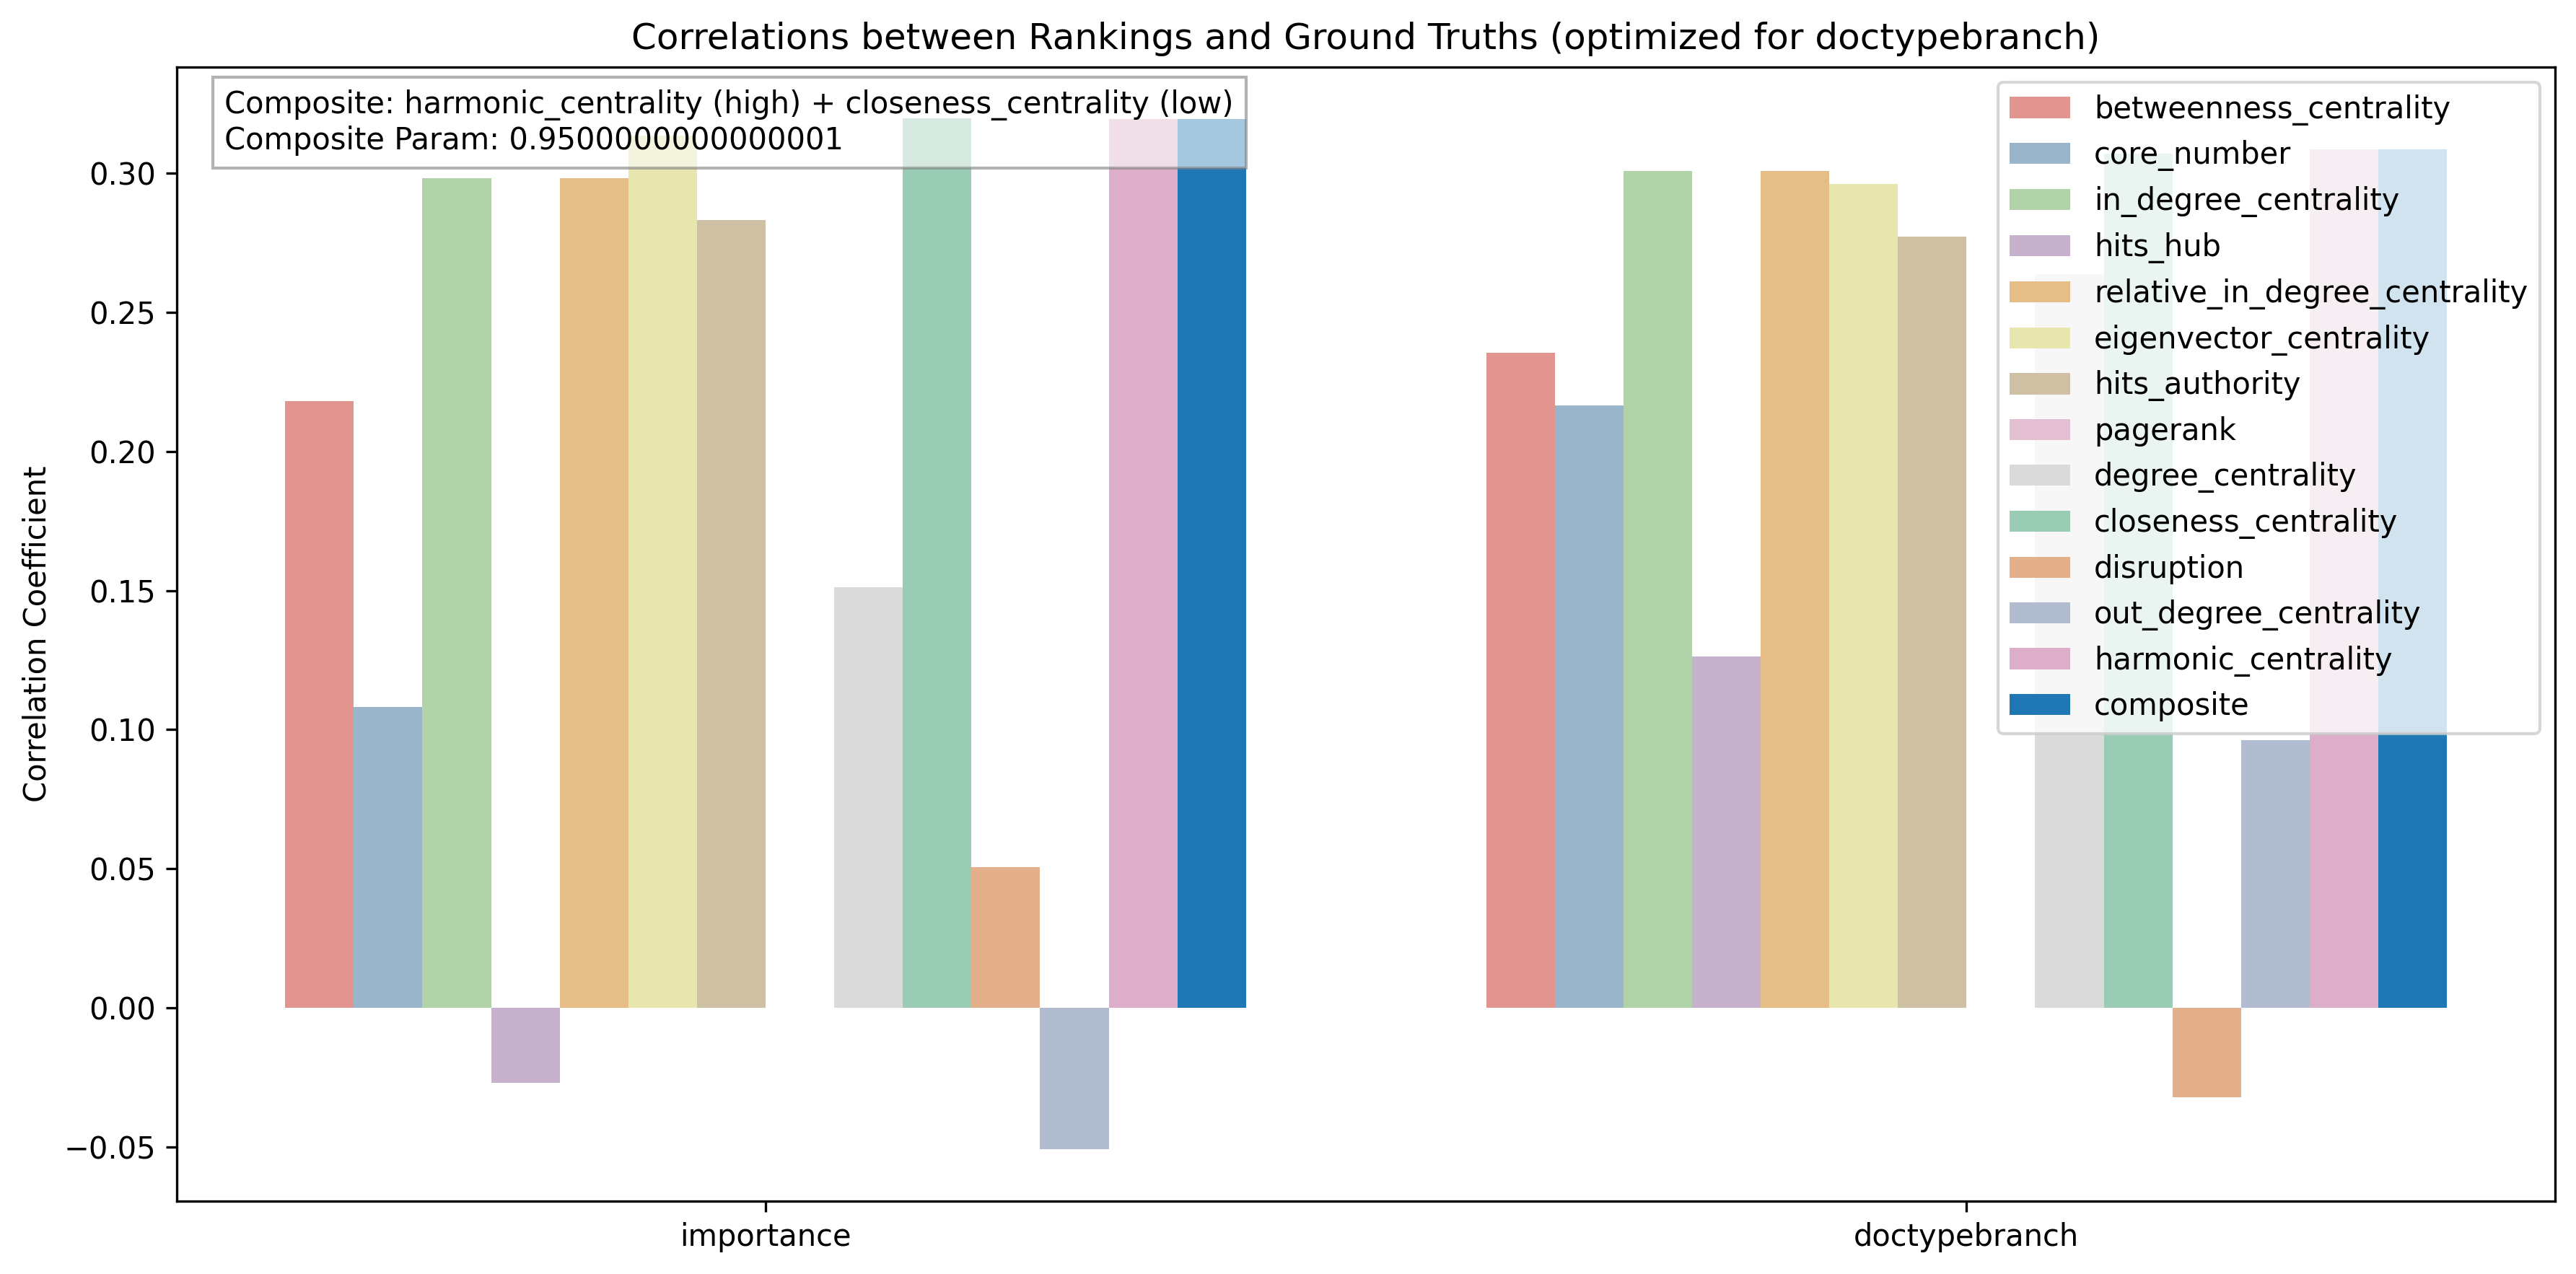 Correlations between Rankings and Ground Truths (optimized for doctypebranch)
Composite: harmonic_centrality (high) + closeness_centrality (low)
Composite Param: 0.9500000000000001
betweenness_centrality
core_number
in_degree_centrality
hits_hub
relative_in_degree_centrality
eigenvector_centrality
hits_authority
pagerank
degree_centrality
closeness_centrality
disruption
out_degree_centrality
harmonic_centrality
composite
Correlation Coefficient
0.30
0.25
0.20
0.15
0.10
0.05
0.00
−0.05
importance
doctypebranch